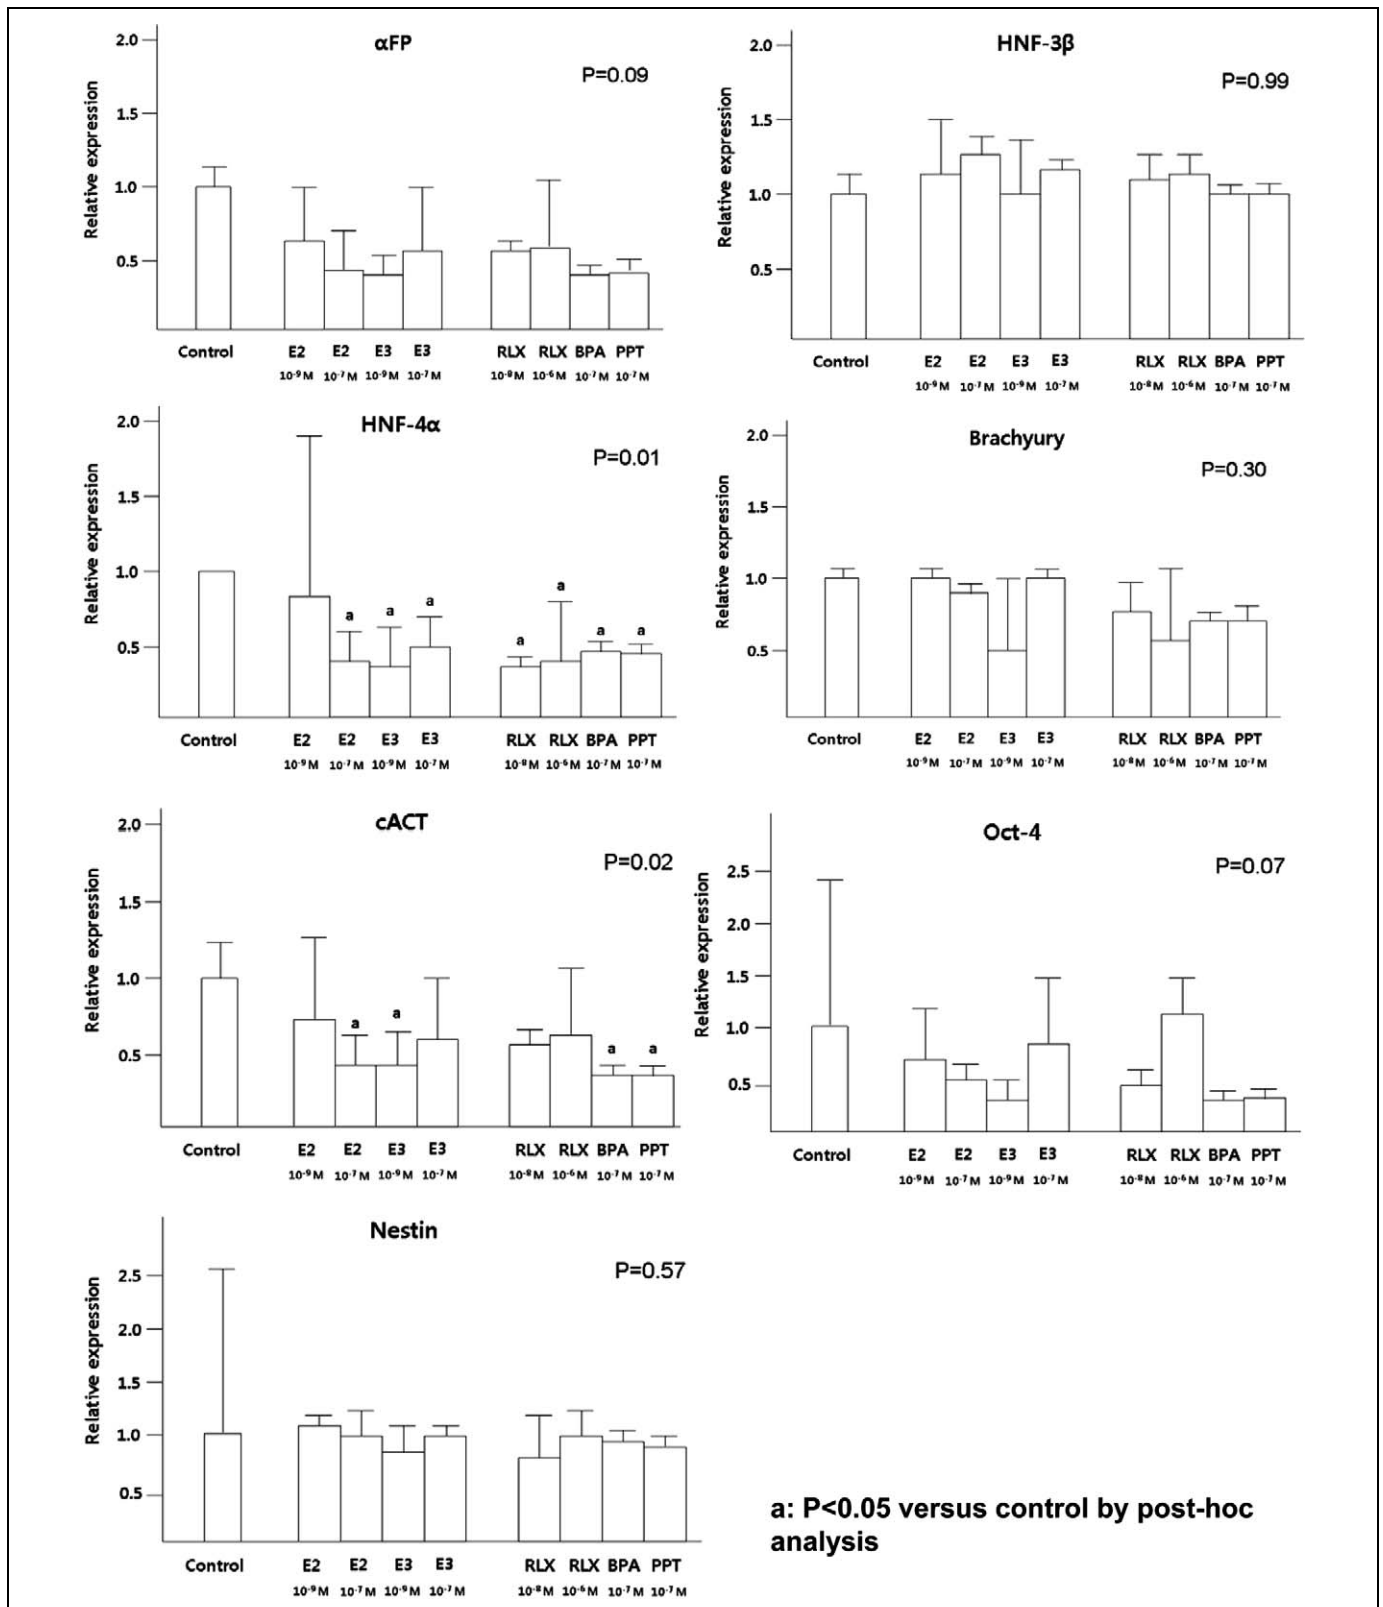 αFP
P=0.09
Relative expression
2.0
1.5
1.0
0.5
Control E2 E2 E3 E3 RLX RLX BPA PPT
10⁻⁹M 10⁻⁷M 10⁻⁹M 10⁻⁷M 10⁻⁸M 10⁻⁶M 10⁻⁷M 10⁻⁷M
HNF-3β
P=0.99
Relative expression
2.0
1.5
1.0
0.5
Control E2 E2 E3 E3 RLX RLX BPA PPT
10⁻⁹M 10⁻⁷M 10⁻⁹M 10⁻⁷M 10⁻⁸M 10⁻⁶M 10⁻⁷M 10⁻⁷M
HNF-4α
P=0.01
Relative expression
2.0
1.5
1.0
0.5
a a a a a a a
Control E2 E2 E3 E3 RLX RLX BPA PPT
10⁻⁹M 10⁻⁷M 10⁻⁹M 10⁻⁷M 10⁻⁸M 10⁻⁶M 10⁻⁷M 10⁻⁷M
Brachyury
P=0.30
Relative expression
2.0
1.5
1.0
0.5
Control E2 E2 E3 E3 RLX RLX BPA PPT
10⁻⁹M 10⁻⁷M 10⁻⁹M 10⁻⁷M 10⁻⁸M 10⁻⁶M 10⁻⁷M 10⁻⁷M
cACT
P=0.02
Relative expression
2.0
1.5
1.0
0.5
a a a a
Control E2 E2 E3 E3 RLX RLX BPA PPT
10⁻⁹M 10⁻⁷M 10⁻⁹M 10⁻⁷M 10⁻⁸M 10⁻⁶M 10⁻⁷M 10⁻⁷M
Oct-4
P=0.07
Relative expression
2.5
2.0
1.5
1.0
0.5
Control E2 E2 E3 E3 RLX RLX BPA PPT
10⁻⁹M 10⁻⁷M 10⁻⁹M 10⁻⁷M 10⁻⁸M 10⁻⁶M 10⁻⁷M 10⁻⁷M
Nestin
P=0.57
Relative expression
2.5
2.0
1.5
1.0
0.5
Control E2 E2 E3 E3 RLX RLX BPA PPT
10⁻⁹M 10⁻⁷M 10⁻⁹M 10⁻⁷M 10⁻⁸M 10⁻⁶M 10⁻⁷M 10⁻⁷M
a: P<0.05 versus control by post-hoc
analysis